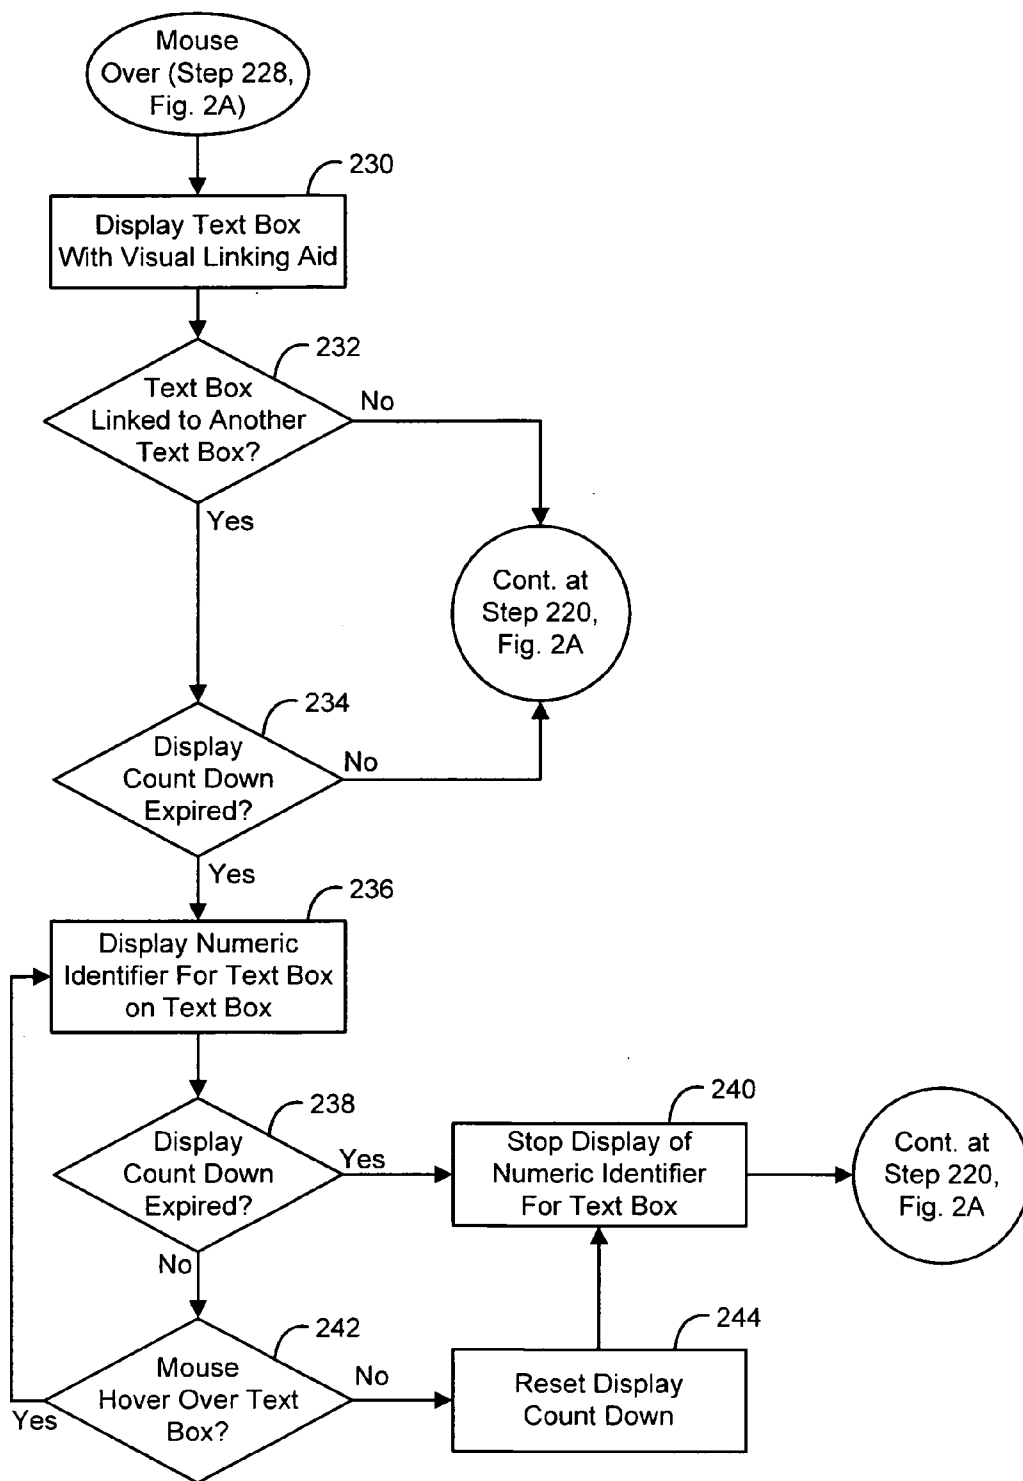 Mouse
Over (Step 228,
Fig. 2A)
230
Display Text Box
With Visual Linking Aid
232
Text Box
Linked to Another
Text Box?
No
Yes
Cont. at
Step 220,
Fig. 2A
234
Display
Count Down
Expired?
No
Yes
236
Display Numeric
Identifier For Text Box
on Text Box
238
Display
Count Down
Expired?
Yes
No
240
Stop Display of
Numeric Identifier
For Text Box
Cont. at
Step 220,
Fig. 2A
242
Mouse
Hover Over Text
Box?
Yes
No
244
Reset Display
Count Down